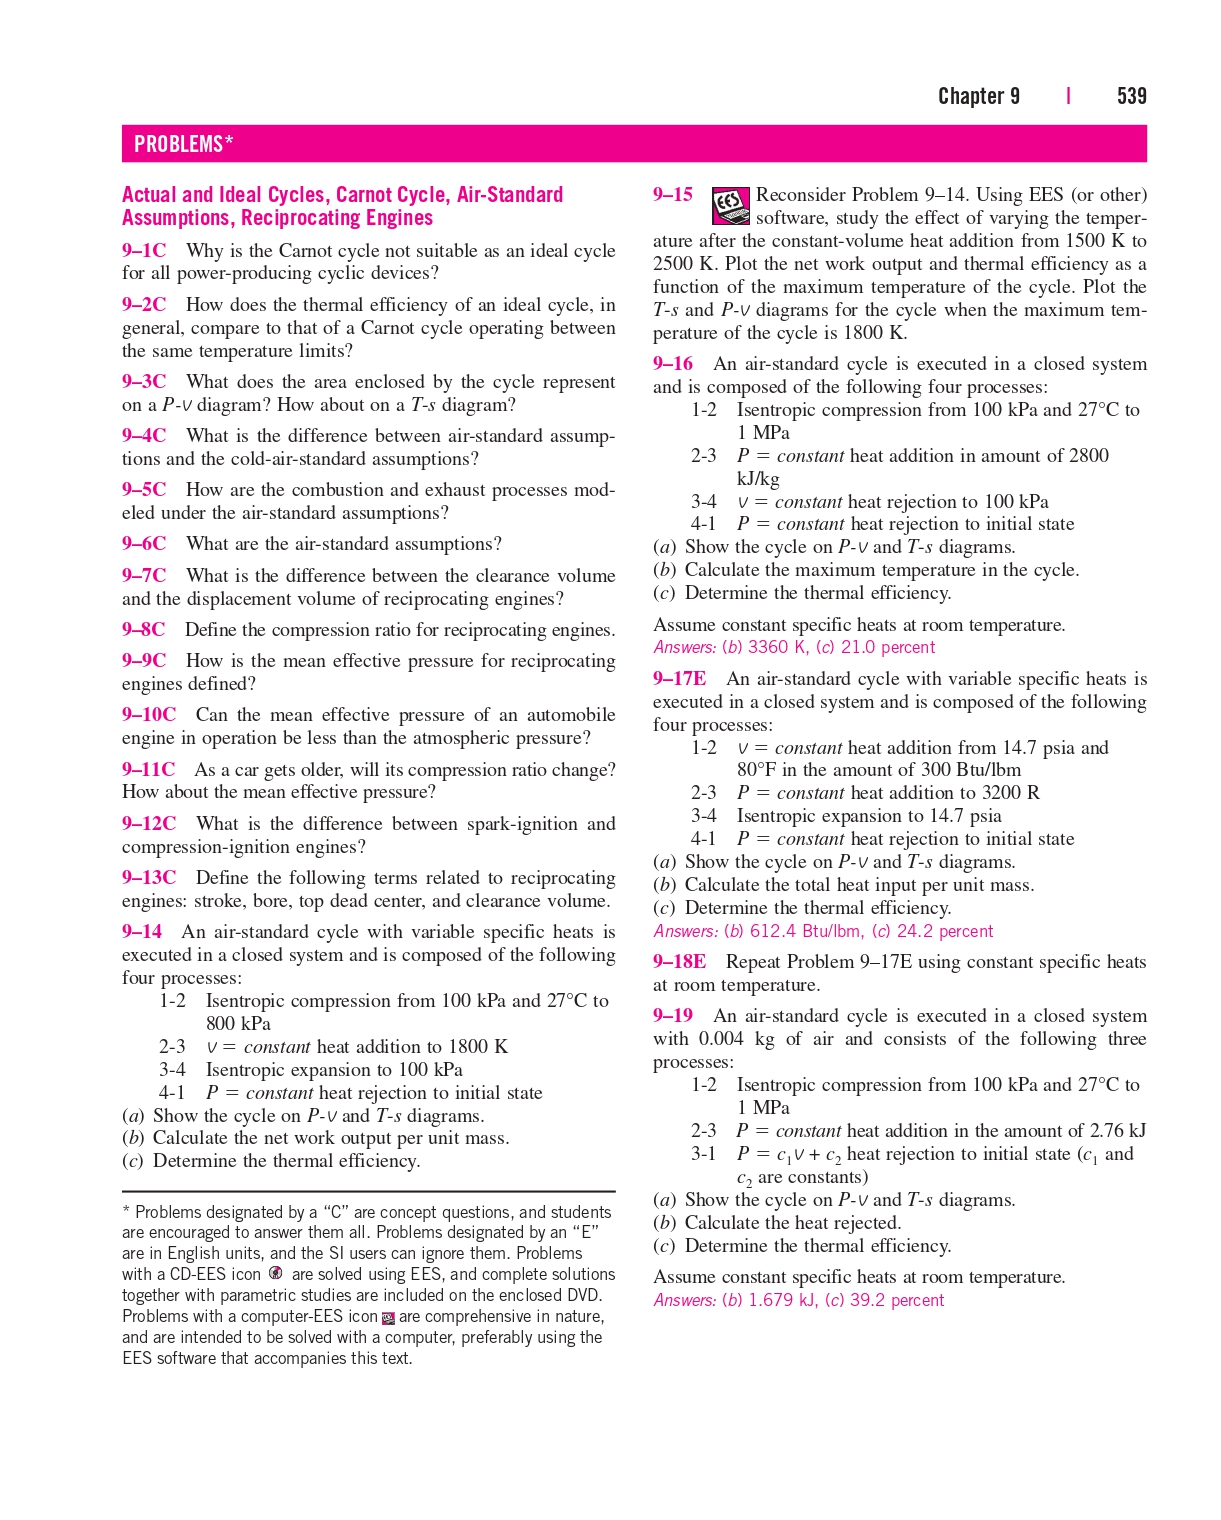 Chapter 9 | 539
PROBLEMS*
Actual and Ideal Cycles, Carnot Cycle, Air-Standard
Assumptions, Reciprocating Engines
9–1C Why is the Carnot cycle not suitable as an ideal cycle
for all power-producing cyclic devices?
9–2C How does the thermal efficiency of an ideal cycle, in
general, compare to that of a Carnot cycle operating between
the same temperature limits?
9–3C What does the area enclosed by the cycle represent
on a P-v diagram? How about on a T-s diagram?
9–4C What is the difference between air-standard assump-
tions and the cold-air-standard assumptions?
9–5C How are the combustion and exhaust processes mod-
eled under the air-standard assumptions?
9–6C What are the air-standard assumptions?
9–7C What is the difference between the clearance volume
and the displacement volume of reciprocating engines?
9–8C Define the compression ratio for reciprocating engines.
9–9C How is the mean effective pressure for reciprocating
engines defined?
9–10C Can the mean effective pressure of an automobile
engine in operation be less than the atmospheric pressure?
9–11C As a car gets older, will its compression ratio change?
How about the mean effective pressure?
9–12C What is the difference between spark-ignition and
compression-ignition engines?
9–13C Define the following terms related to reciprocating
engines: stroke, bore, top dead center, and clearance volume.
9–14 An air-standard cycle with variable specific heats is
executed in a closed system and is composed of the following
four processes:
1-2 Isentropic compression from 100 kPa and 27°C to
800 kPa
2-3 v = constant heat addition to 1800 K
3-4 Isentropic expansion to 100 kPa
4-1 P = constant heat rejection to initial state
(a) Show the cycle on P-v and T-s diagrams.
(b) Calculate the net work output per unit mass.
(c) Determine the thermal efficiency.
* Problems designated by a “C” are concept questions, and students
are encouraged to answer them all. Problems designated by an “E”
are in English units, and the SI users can ignore them. Problems
with a CD-EES icon are solved using EES, and complete solutions
together with parametric studies are included on the enclosed DVD.
Problems with a computer-EES icon are comprehensive in nature,
and are intended to be solved with a computer, preferably using the
EES software that accompanies this text.
9–15 EES Reconsider Problem 9–14. Using EES (or other)
software, study the effect of varying the temper-
ature after the constant-volume heat addition from 1500 K to
2500 K. Plot the net work output and thermal efficiency as a
function of the maximum temperature of the cycle. Plot the
T-s and P-v diagrams for the cycle when the maximum tem-
perature of the cycle is 1800 K.
9–16 An air-standard cycle is executed in a closed system
and is composed of the following four processes:
1-2 Isentropic compression from 100 kPa and 27°C to
1 MPa
2-3 P = constant heat addition in amount of 2800
kJ/kg
3-4 v = constant heat rejection to 100 kPa
4-1 P = constant heat rejection to initial state
(a) Show the cycle on P-v and T-s diagrams.
(b) Calculate the maximum temperature in the cycle.
(c) Determine the thermal efficiency.
Assume constant specific heats at room temperature.
Answers: (b) 3360 K, (c) 21.0 percent
9–17E An air-standard cycle with variable specific heats is
executed in a closed system and is composed of the following
four processes:
1-2 v = constant heat addition from 14.7 psia and
80°F in the amount of 300 Btu/lbm
2-3 P = constant heat addition to 3200 R
3-4 Isentropic expansion to 14.7 psia
4-1 P = constant heat rejection to initial state
(a) Show the cycle on P-v and T-s diagrams.
(b) Calculate the total heat input per unit mass.
(c) Determine the thermal efficiency.
Answers: (b) 612.4 Btu/lbm, (c) 24.2 percent
9–18E Repeat Problem 9–17E using constant specific heats
at room temperature.
9–19 An air-standard cycle is executed in a closed system
with 0.004 kg of air and consists of the following three
processes:
1-2 Isentropic compression from 100 kPa and 27°C to
1 MPa
2-3 P = constant heat addition in the amount of 2.76 kJ
3-1 P = c₁v + c₂ heat rejection to initial state (c₁ and
c₂ are constants)
(a) Show the cycle on P-v and T-s diagrams.
(b) Calculate the heat rejected.
(c) Determine the thermal efficiency.
Assume constant specific heats at room temperature.
Answers: (b) 1.679 kJ, (c) 39.2 percent